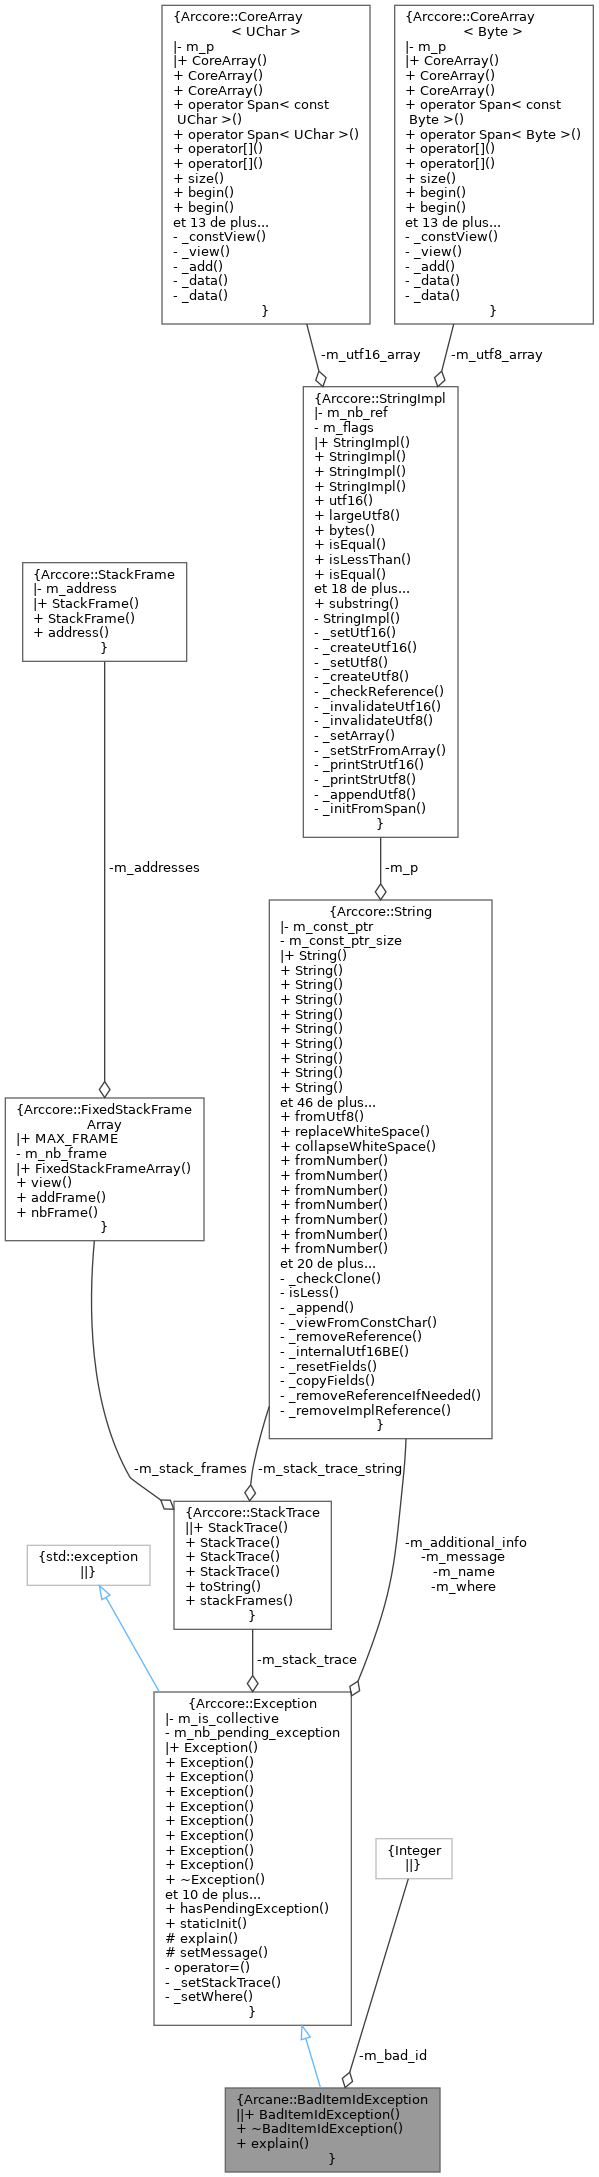 {Arccore::CoreArray
< UChar >
|- m_p
|+ CoreArray()
+ CoreArray()
+ CoreArray()
+ operator Span< const
UChar >()
+ operator Span< UChar >()
+ operator[]()
+ operator[]()
+ size()
+ begin()
+ begin()
et 13 de plus...
- _constView()
- _view()
- _add()
- _data()
- _data()
}
{Arccore::CoreArray
< Byte >
|- m_p
|+ CoreArray()
+ CoreArray()
+ CoreArray()
+ operator Span< const
Byte >()
+ operator Span< Byte >()
+ operator[]()
+ operator[]()
+ size()
+ begin()
+ begin()
et 13 de plus...
- _constView()
- _view()
- _add()
- _data()
- _data()
}
-m_utf16_array
-m_utf8_array
{Arccore::StringImpl
|- m_nb_ref
- m_flags
|+ StringImpl()
+ StringImpl()
+ StringImpl()
+ StringImpl()
+ utf16()
+ largeUtf8()
+ bytes()
+ isEqual()
+ isLessThan()
+ isEqual()
et 18 de plus...
+ substring()
- StringImpl()
- _setUtf16()
- _createUtf16()
- _setUtf8()
- _createUtf8()
- _checkReference()
- _invalidateUtf16()
- _invalidateUtf8()
- _setArray()
- _setStrFromArray()
- _printStrUtf16()
- _printStrUtf8()
- _appendUtf8()
- _initFromSpan()
}
{Arccore::StackFrame
|- m_address
|+ StackFrame()
+ StackFrame()
+ address()
}
-m_addresses
-m_p
{Arccore::String
|- m_const_ptr
- m_const_ptr_size
|+ String()
+ String()
+ String()
+ String()
+ String()
+ String()
+ String()
+ String()
+ String()
+ String()
et 46 de plus...
+ fromUtf8()
+ replaceWhiteSpace()
+ collapseWhiteSpace()
+ fromNumber()
+ fromNumber()
+ fromNumber()
+ fromNumber()
+ fromNumber()
+ fromNumber()
+ fromNumber()
et 20 de plus...
- _checkClone()
- isLess()
- _append()
- _viewFromConstChar()
- _removeReference()
- _internalUtf16BE()
- _resetFields()
- _copyFields()
- _removeReferenceIfNeeded()
- _removeImplReference()
}
{Arccore::FixedStackFrame
Array
|+ MAX_FRAME
- m_nb_frame
|+ FixedStackFrameArray()
+ view()
+ addFrame()
+ nbFrame()
}
-m_stack_frames
-m_stack_trace_string
{Arccore::StackTrace
||+ StackTrace()
+ StackTrace()
+ StackTrace()
+ StackTrace()
+ toString()
+ stackFrames()
}
-m_additional_info
-m_message
-m_name
-m_where
{std::exception
||}
-m_stack_trace
{Arccore::Exception
|- m_is_collective
- m_nb_pending_exception
|+ Exception()
+ Exception()
+ Exception()
+ Exception()
+ Exception()
+ Exception()
+ Exception()
+ Exception()
+ Exception()
+ ~Exception()
et 10 de plus...
+ hasPendingException()
+ staticInit()
# explain()
# setMessage()
- operator=()
- _setStackTrace()
- _setWhere()
}
{Integer
||}
-m_bad_id
{Arcane::BadItemIdException
||+ BadItemIdException()
+ ~BadItemIdException()
+ explain()
}